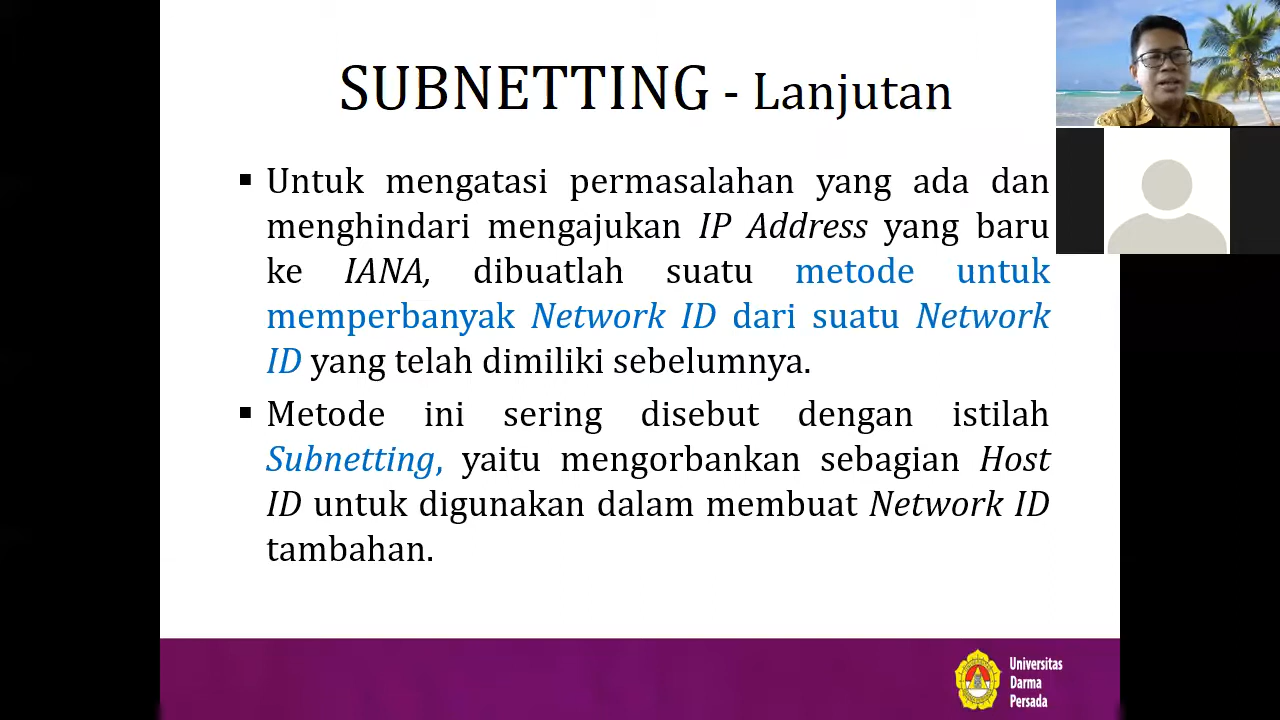 SUBNETTING - Lanjutan
▪ Untuk mengatasi permasalahan yang ada dan
menghindari mengajukan IP Address yang baru
ke IANA, dibuatlah suatu metode untuk
memperbanyak Network ID dari suatu Network
ID yang telah dimiliki sebelumnya.
▪ Metode ini sering disebut dengan istilah
Subnetting, yaitu mengorbankan sebagian Host
ID untuk digunakan dalam membuat Network ID
tambahan.
Universitas
Darma
Persada